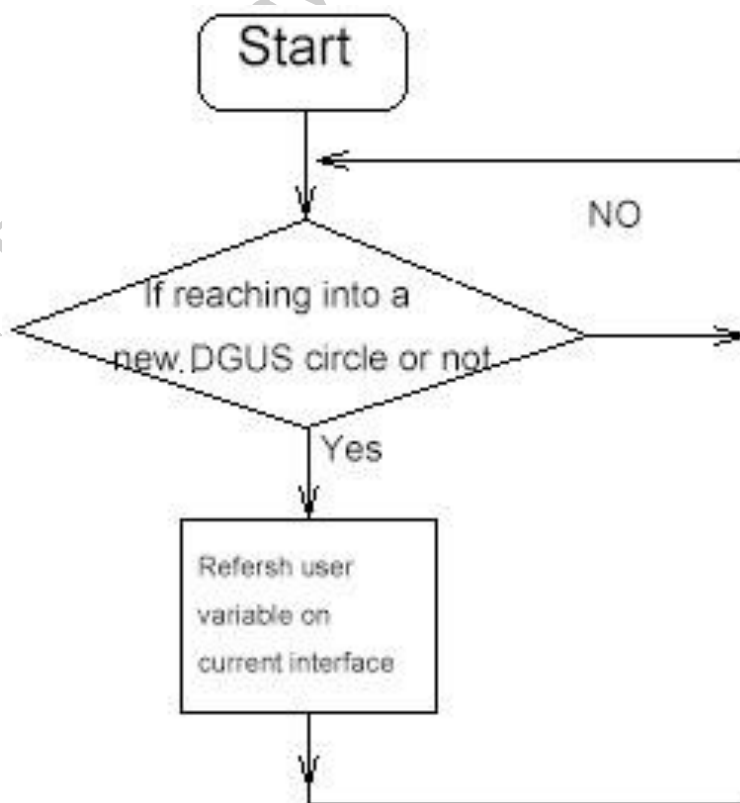 Start
NO
If reaching into a
new DGUS circle or not
Yes
Refersh user
variable on
current interface